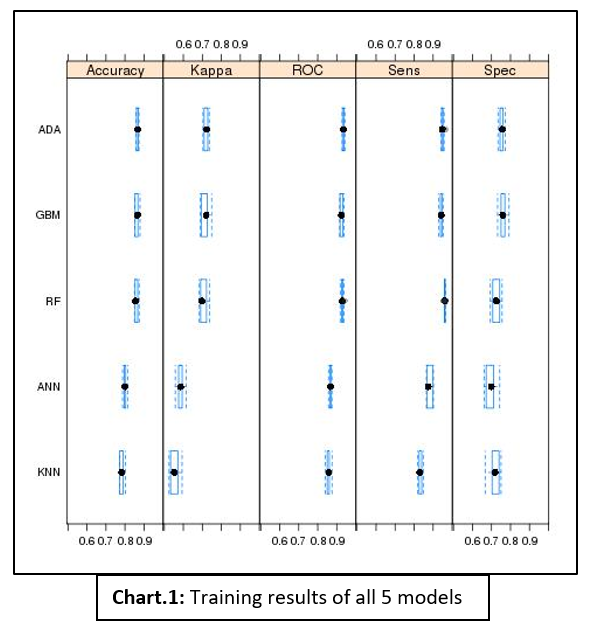 0.6 0.7 0.8 0.9 0.6 0.7 0.8 0.9
Accuracy Kappa ROC Sens Spec
ADA
GBM
RF
ANN
KNN
0.6 0.7 0.8 0.9 0.6 0.7 0.8 0.9 0.6 0.7 0.8 0.9
Chart.1: Training results of all 5 models